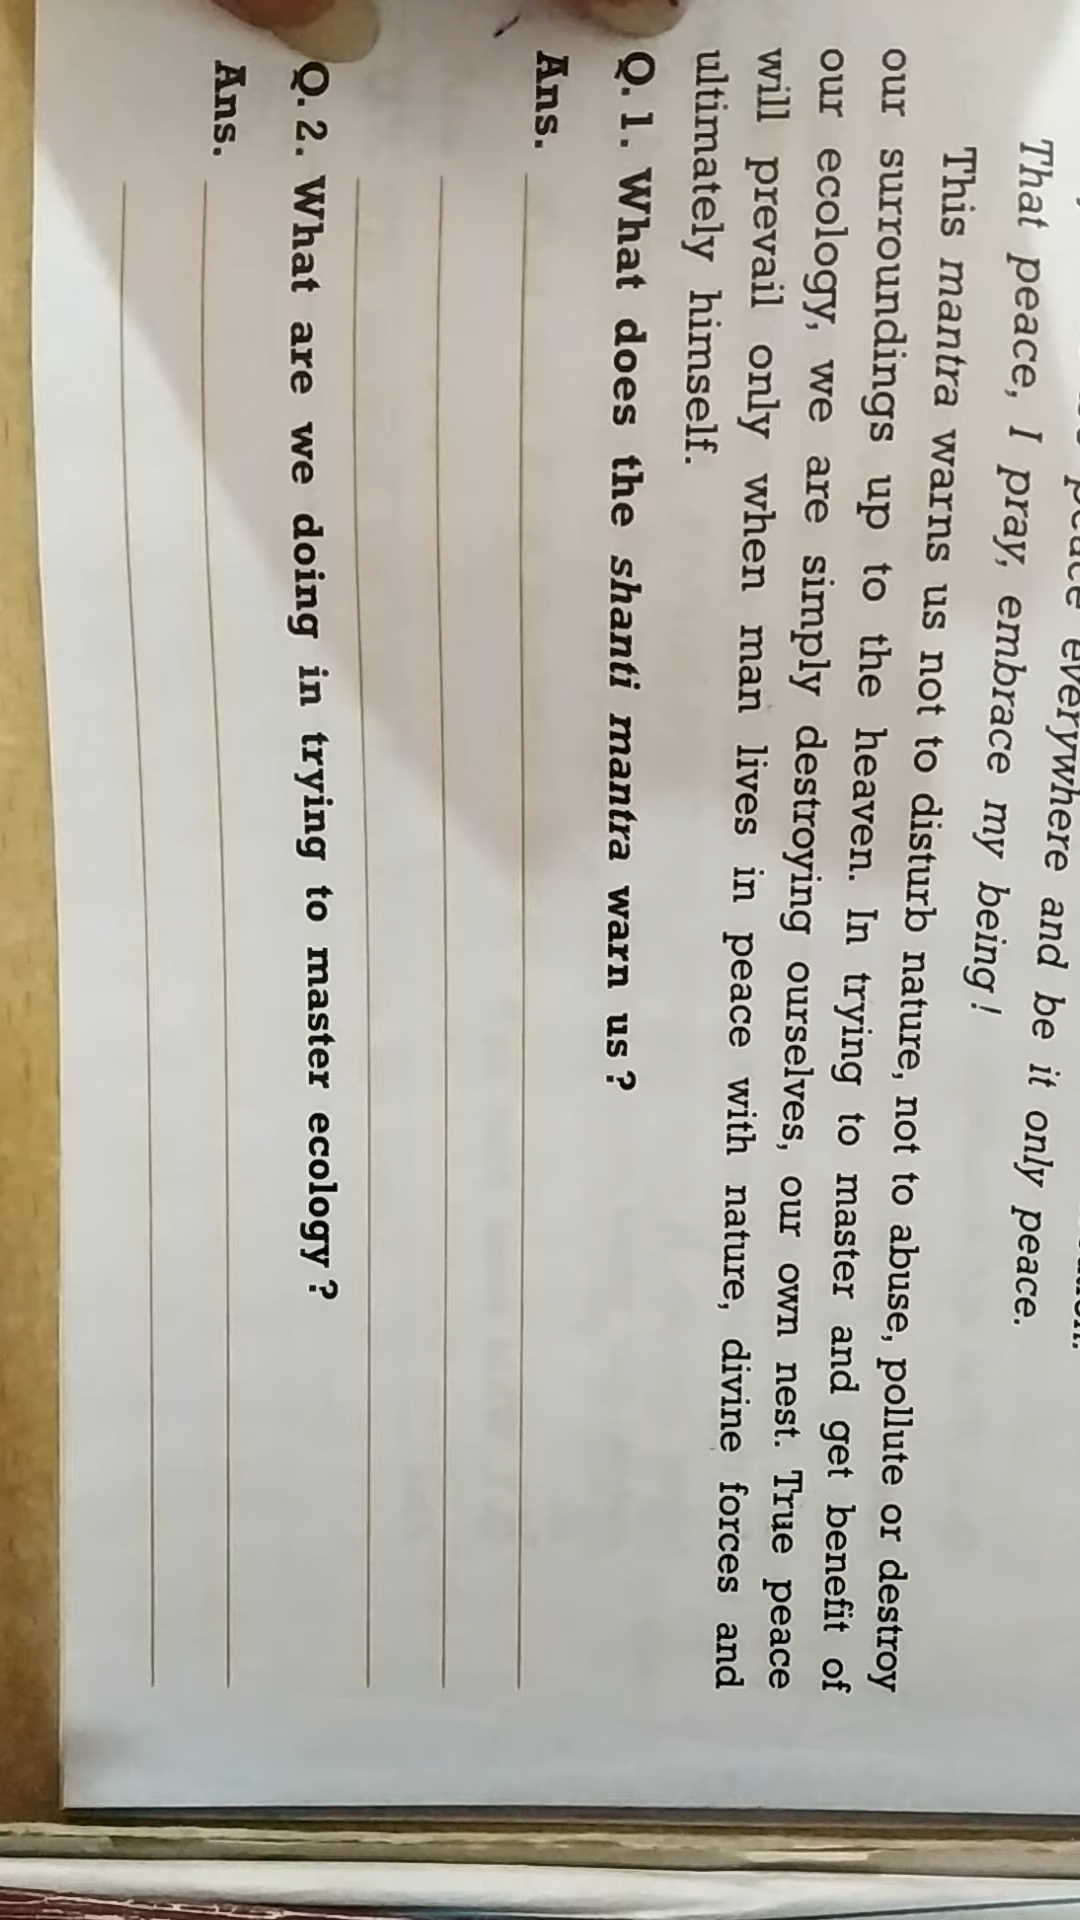 everywhere and be it only peace.
That peace, I pray, embrace my being!
This mantra warns us not to disturb nature, not to abuse, pollute or destroy
our surroundings up to the heaven. In trying to master and get benefit of
our ecology, we are simply destroying ourselves, our own nest. True peace
will prevail only when man lives in peace with nature, divine forces and
ultimately himself.
Q. 1. What does the shanti mantra warn us ?
Ans.
Q. 2. What are we doing in trying to master ecology ?
Ans.